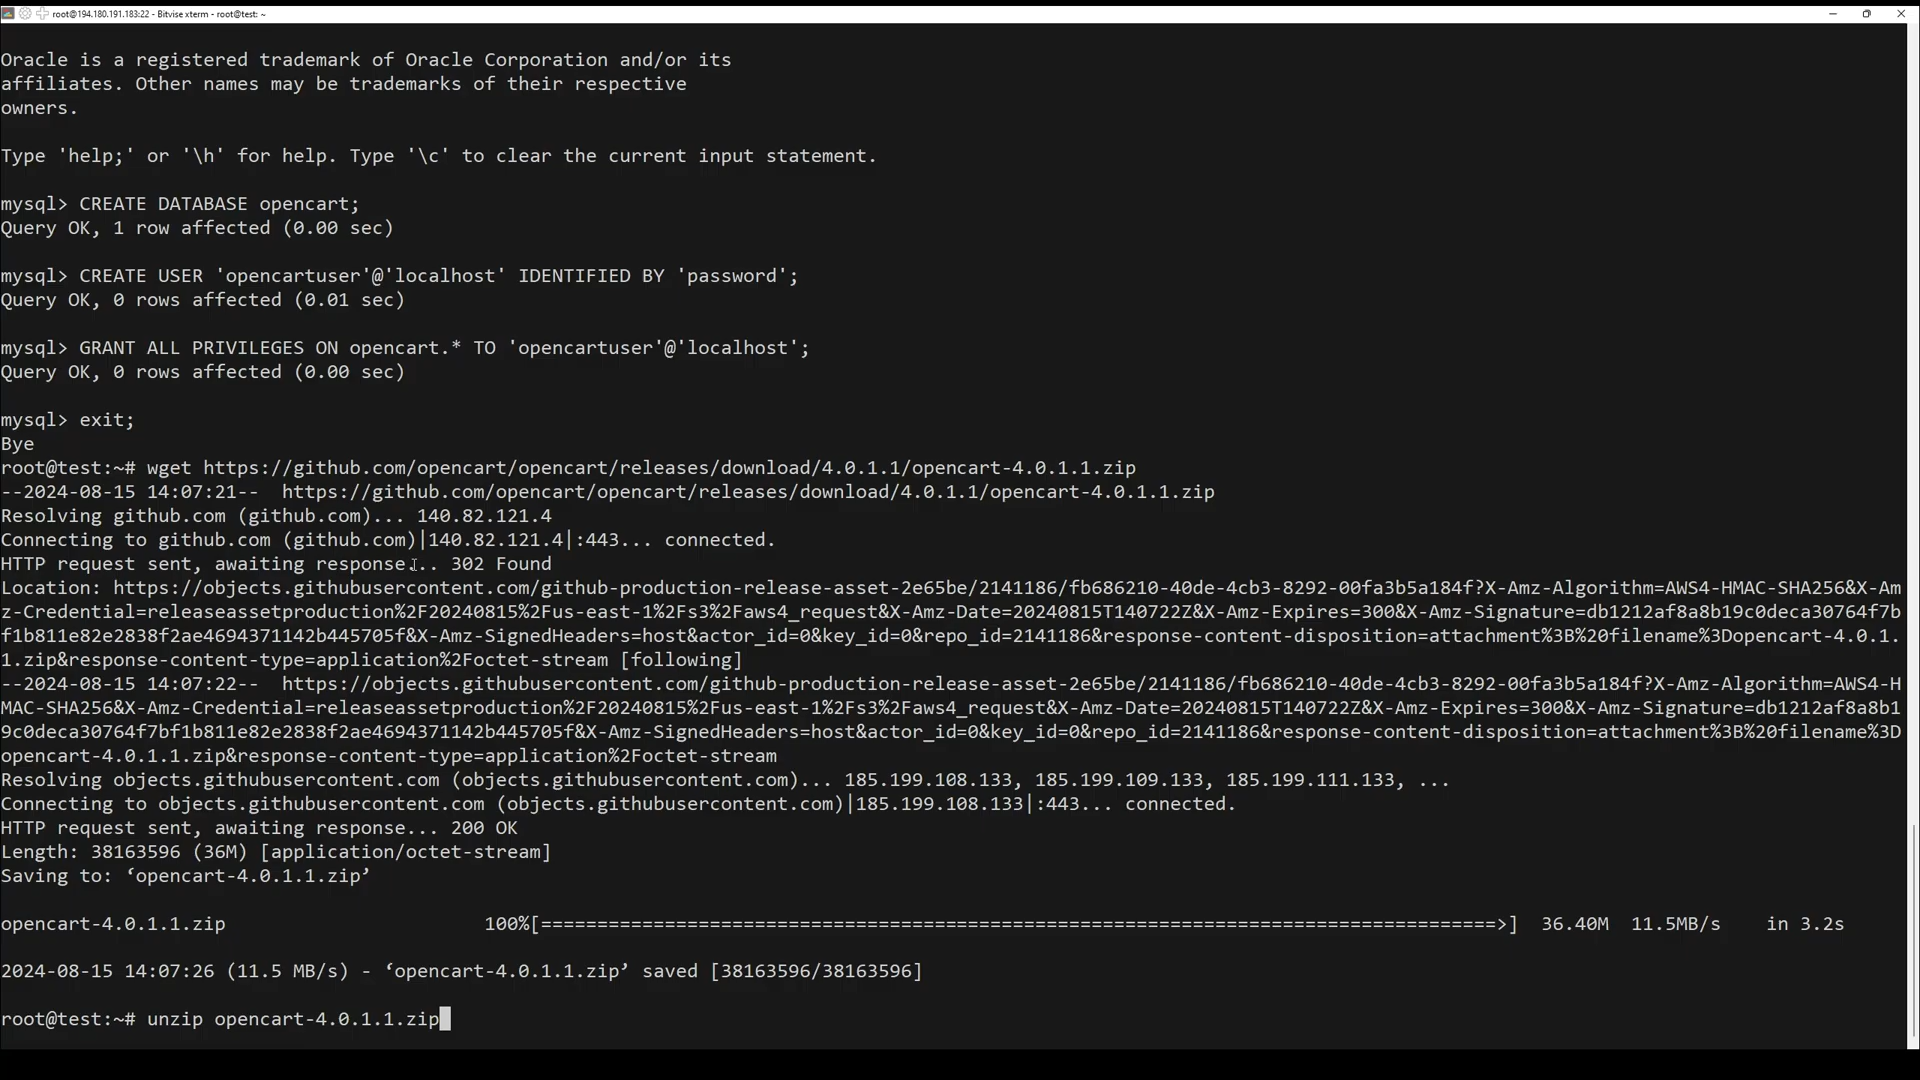 root@194.180.191.183:22 - Bitvise xterm - root@test: ~
Oracle is a registered trademark of Oracle Corporation and/or its
affiliates. Other names may be trademarks of their respective
owners.
Type 'help;' or '\h' for help. Type '\c' to clear the current input statement.
mysql> CREATE DATABASE opencart;
Query OK, 1 row affected (0.00 sec)
mysql> CREATE USER 'opencartuser'@'localhost' IDENTIFIED BY 'password';
Query OK, 0 rows affected (0.01 sec)
mysql> GRANT ALL PRIVILEGES ON opencart.* TO 'opencartuser'@'localhost';
Query OK, 0 rows affected (0.00 sec)
mysql> exit;
Bye
root@test:~# wget https://github.com/opencart/opencart/releases/download/4.0.1.1/opencart-4.0.1.1.zip
--2024-08-15 14:07:21--  https://github.com/opencart/opencart/releases/download/4.0.1.1/opencart-4.0.1.1.zip
Resolving github.com (github.com)... 140.82.121.4
Connecting to github.com (github.com)|140.82.121.4|:443... connected.
HTTP request sent, awaiting response... 302 Found
Location: https://objects.githubusercontent.com/github-production-release-asset-2e65be/2141186/fb686210-40de-4cb3-8292-00fa3b5a184f?X-Amz-Algorithm=AWS4-HMAC-SHA256&X-Am
z-Credential=releaseassetproduction%2F20240815%2Fus-east-1%2Fs3%2Faws4_request&X-Amz-Date=20240815T140722Z&X-Amz-Expires=300&X-Amz-Signature=db1212af8a8b19c0deca30764f7b
f1b811e82e2838f2ae4694371142b445705f&X-Amz-SignedHeaders=host&actor_id=0&key_id=0&repo_id=2141186&response-content-disposition=attachment%3B%20filename%3Dopencart-4.0.1.
1.zip&response-content-type=application%2Foctet-stream [following]
--2024-08-15 14:07:22--  https://objects.githubusercontent.com/github-production-release-asset-2e65be/2141186/fb686210-40de-4cb3-8292-00fa3b5a184f?X-Amz-Algorithm=AWS4-H
MAC-SHA256&X-Amz-Credential=releaseassetproduction%2F20240815%2Fus-east-1%2Fs3%2Faws4_request&X-Amz-Date=20240815T140722Z&X-Amz-Expires=300&X-Amz-Signature=db1212af8a8b1
9c0deca30764f7bf1b811e82e2838f2ae4694371142b445705f&X-Amz-SignedHeaders=host&actor_id=0&key_id=0&repo_id=2141186&response-content-disposition=attachment%3B%20filename%3D
opencart-4.0.1.1.zip&response-content-type=application%2Foctet-stream
Resolving objects.githubusercontent.com (objects.githubusercontent.com)... 185.199.108.133, 185.199.109.133, 185.199.111.133, ...
Connecting to objects.githubusercontent.com (objects.githubusercontent.com)|185.199.108.133|:443... connected.
HTTP request sent, awaiting response... 200 OK
Length: 38163596 (36M) [application/octet-stream]
Saving to: ‘opencart-4.0.1.1.zip’
opencart-4.0.1.1.zip 100%[=====================================================================================>] 36.40M 11.5MB/s in 3.2s
2024-08-15 14:07:26 (11.5 MB/s) - ‘opencart-4.0.1.1.zip’ saved [38163596/38163596]
root@test:~# unzip opencart-4.0.1.1.zip